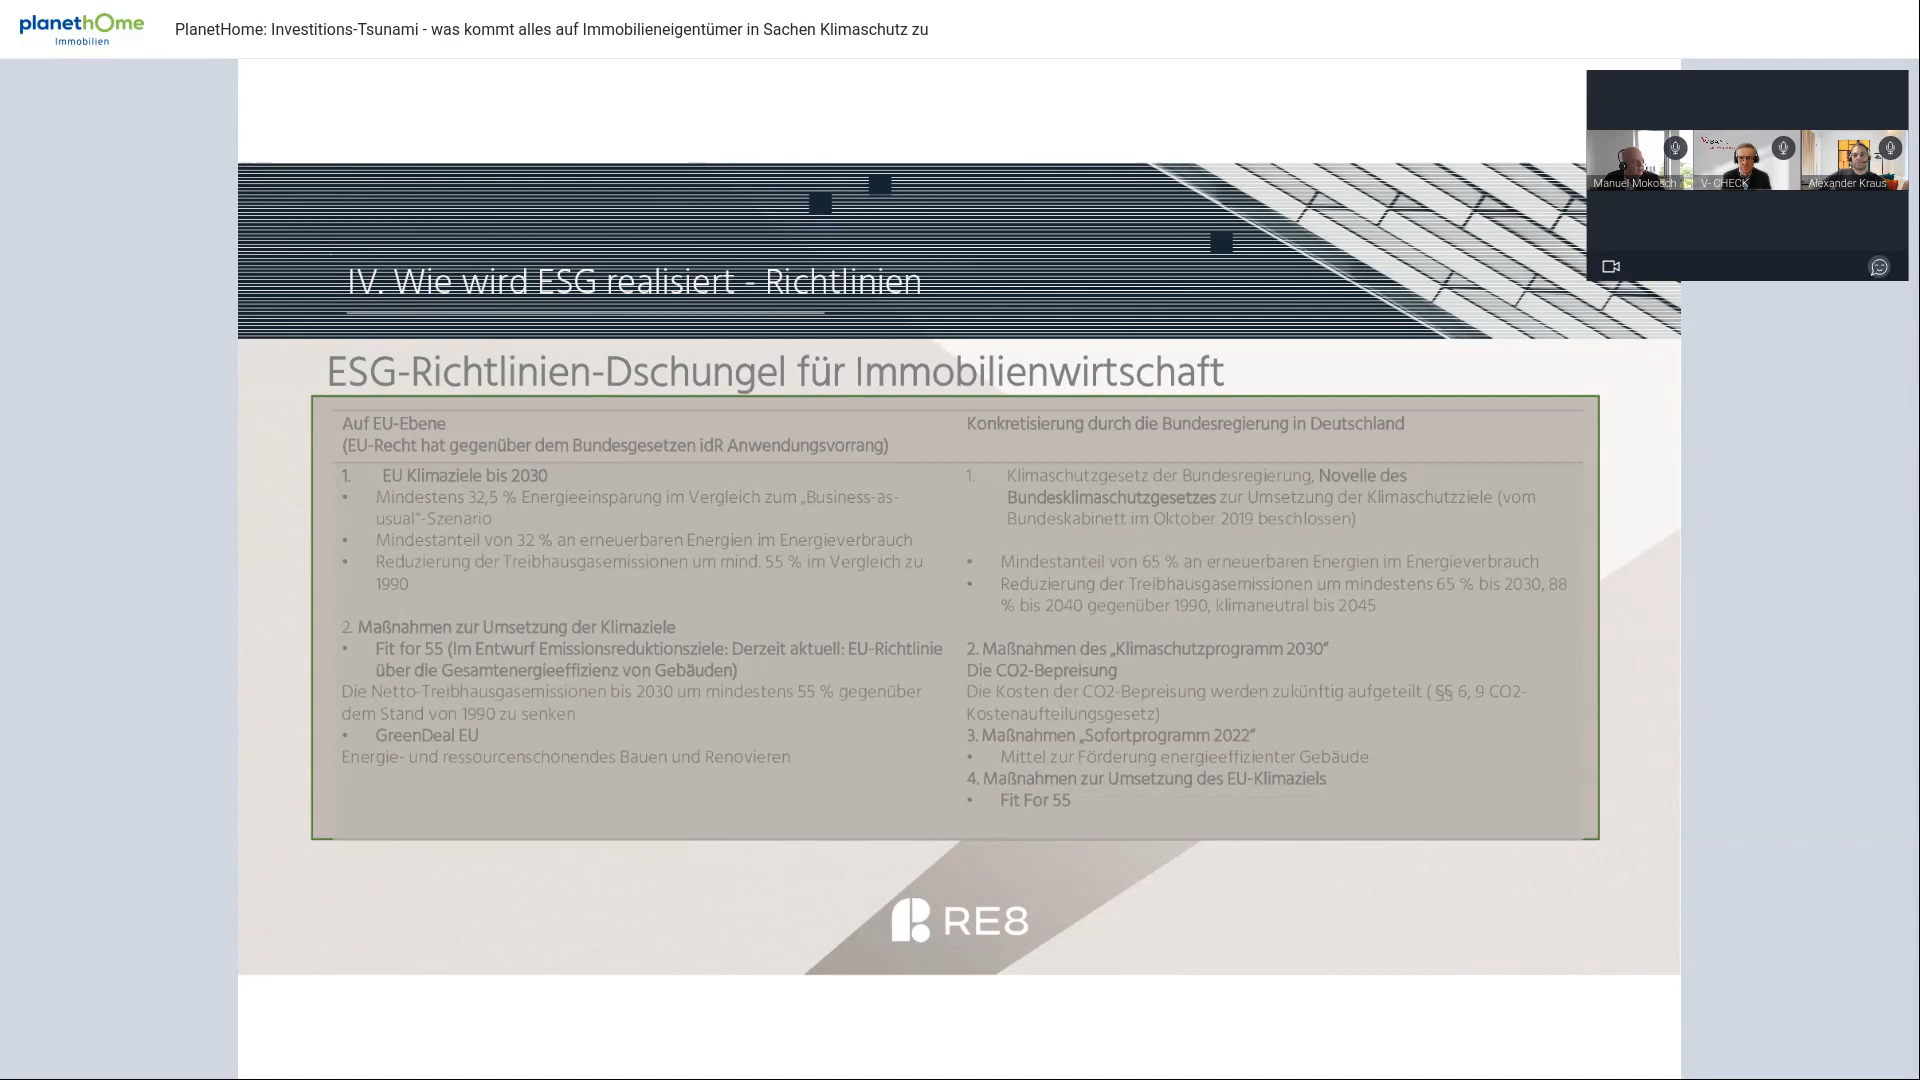 planethome
Immobilien
PlanetHome: Investitions-Tsunami - was kommt alles auf Immobilieneigentümer in Sachen Klimaschutz zu
Manuel Mokosch
V- CHECK
Alexander Kraus
IV. Wie wird ESG realisiert - Richtlinien
ESG-Richtlinien-Dschungel für Immobilienwirtschaft
Auf EU-Ebene
(EU-Recht hat gegenüber dem Bundesgesetzen idR Anwendungsvorrang)
1. EU Klimaziele bis 2030
• Mindestens 32,5 % Energieeinsparung im Vergleich zum „Business-as-
usual“-Szenario
• Mindestanteil von 32 % an erneuerbaren Energien im Energieverbrauch
• Reduzierung der Treibhausgasemissionen um mind. 55 % im Vergleich zu
1990
2. Maßnahmen zur Umsetzung der Klimaziele
• Fit for 55 (Im Entwurf Emissionsreduktionsziele: Derzeit aktuell: EU-Richtlinie
über die Gesamtenergieeffizienz von Gebäuden)
Die Netto-Treibhausgasemissionen bis 2030 um mindestens 55 % gegenüber
dem Stand von 1990 zu senken
• GreenDeal EU
Energie- und ressourcenschonendes Bauen und Renovieren
Konkretisierung durch die Bundesregierung in Deutschland
1. Klimaschutzgesetz der Bundesregierung, Novelle des
Bundesklimaschutzgesetzes zur Umsetzung der Klimaschutzziele (vom
Bundeskabinett im Oktober 2019 beschlossen)
• Mindestanteil von 65 % an erneuerbaren Energien im Energieverbrauch
• Reduzierung der Treibhausgasemissionen um mindestens 65 % bis 2030, 88
% bis 2040 gegenüber 1990, klimaneutral bis 2045
2. Maßnahmen des „Klimaschutzprogramm 2030“
Die CO2-Bepreisung
Die Kosten der CO2-Bepreisung werden zukünftig aufgeteilt ( §§ 6, 9 CO2-
Kostenaufteilungsgesetz)
3. Maßnahmen „Sofortprogramm 2022“
• Mittel zur Förderung energieeffizienter Gebäude
4. Maßnahmen zur Umsetzung des EU-Klimaziels
• Fit For 55
RE8